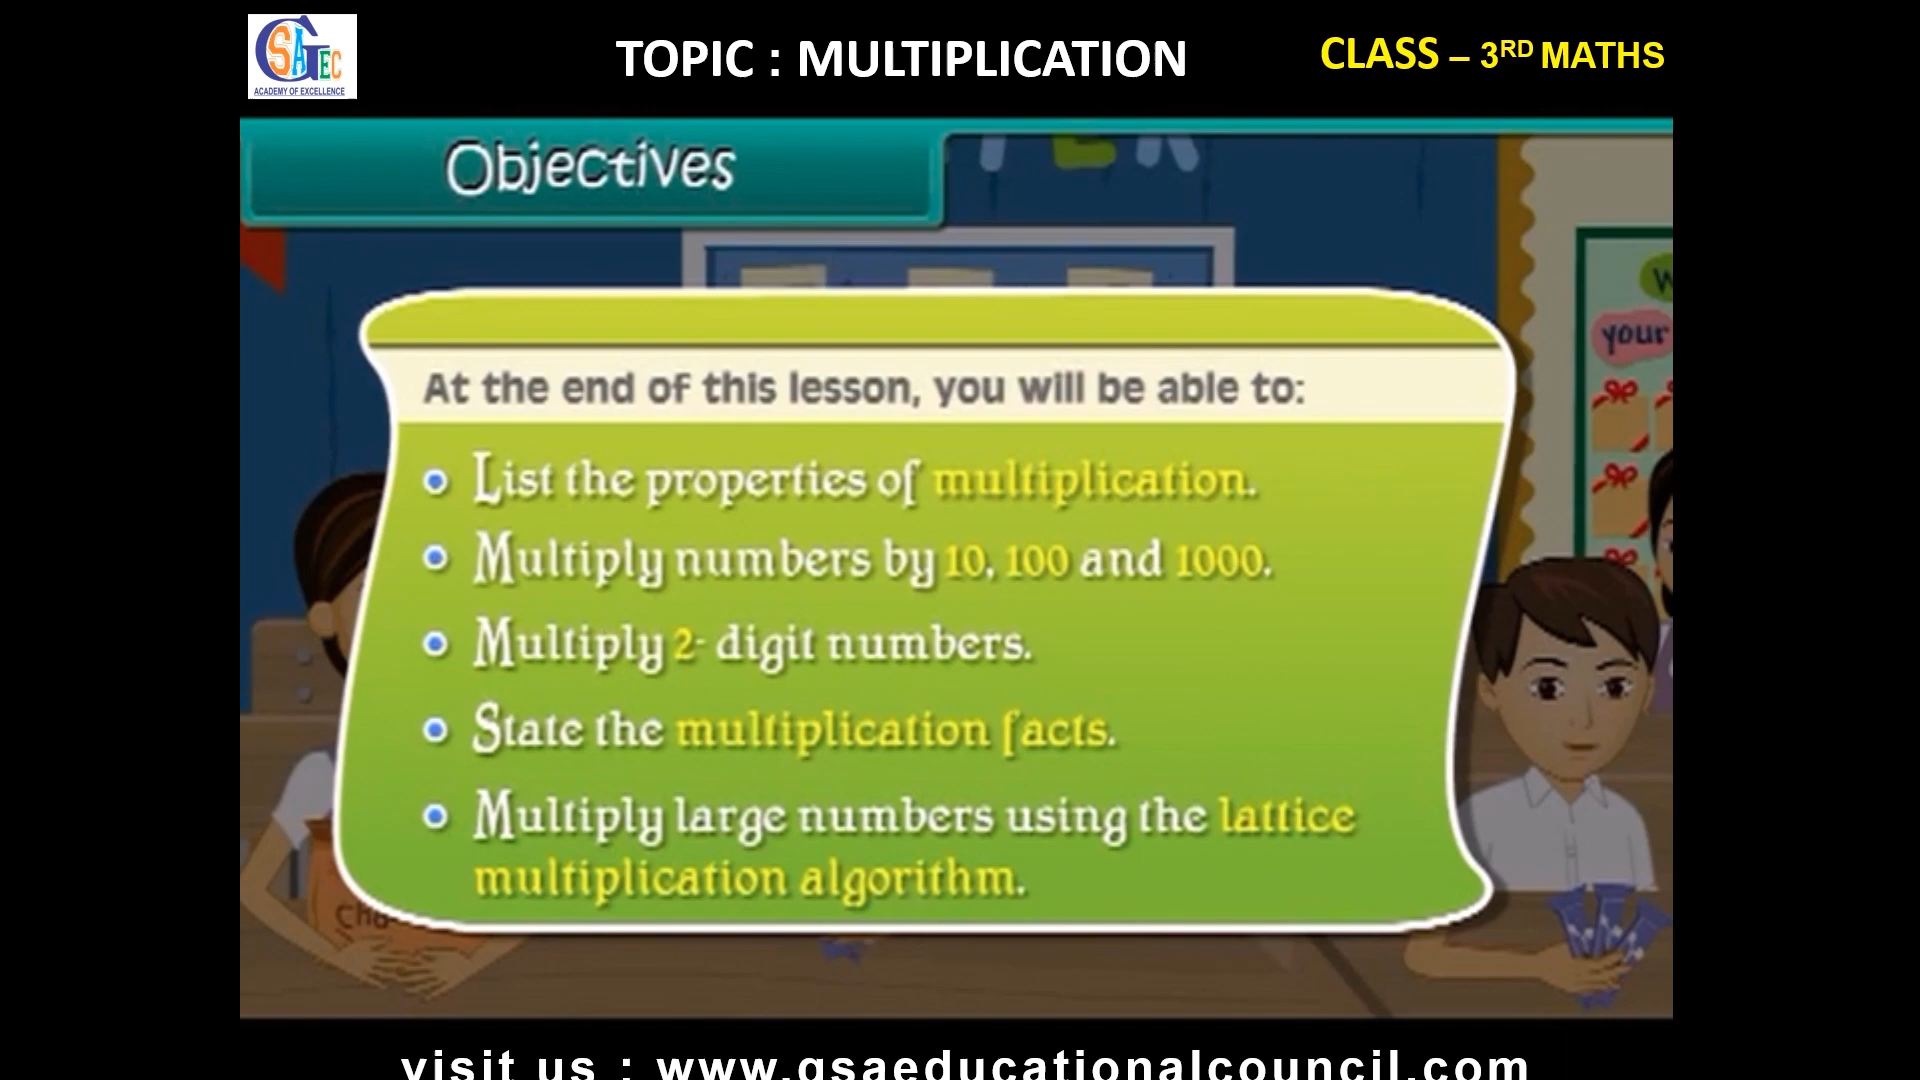 GSA TEC
ACADEMY OF EXCELLENCE
TOPIC : MULTIPLICATION
CLASS – 3RD MATHS
Objectives
your
At the end of this lesson, you will be able to:
List the properties of multiplication.
Multiply numbers by 10, 100 and 1000.
Multiply 2- digit numbers.
State the multiplication facts.
Multiply large numbers using the lattice
multiplication algorithm.
visit us : www.gsaeducationalcouncil.com